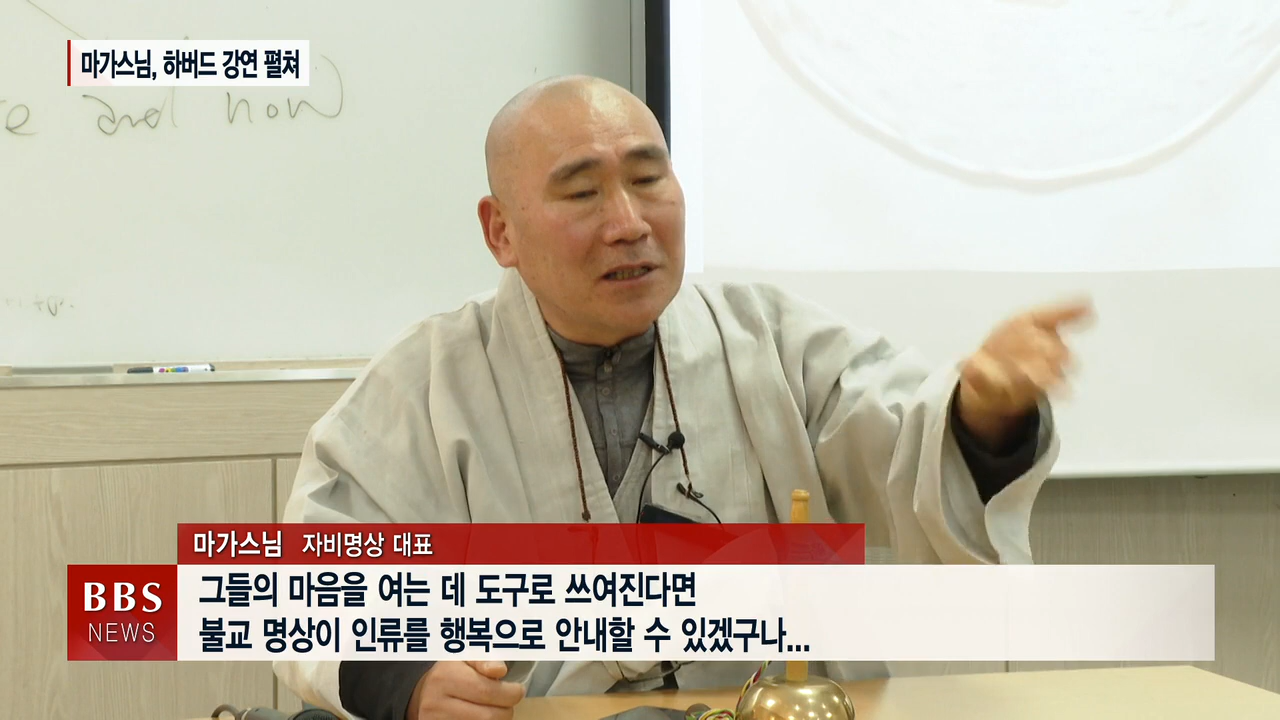 마가스님, 하버드 강연 펼쳐
and now
마가스님 자비명상 대표
BBS
NEWS
그들의 마음을 여는 데 도구로 쓰여진다면
불교 명상이 인류를 행복으로 안내할 수 있겠구나...